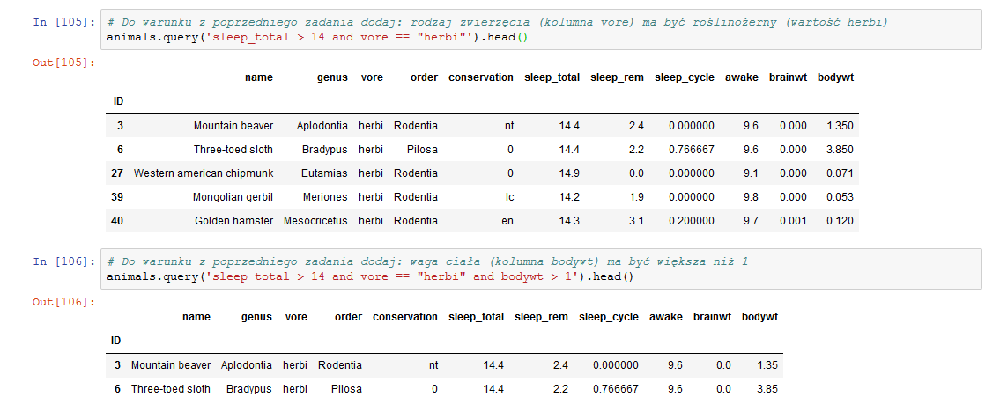 In [105]: # Do warunku z poprzedniego zadania dodaj: rodzaj zwierzęcia (kolumna vore) ma być roślinożerny (wartość herbi)
animals.query('sleep_total > 14 and vore == "herbi"').head()
Out[105]:
name genus vore order conservation sleep_total sleep_rem sleep_cycle awake brainwt bodywt
ID
3 Mountain beaver Aplodontia herbi Rodentia nt 14.4 2.4 0.000000 9.6 0.000 1.350
6 Three-toed sloth Bradypus herbi Pilosa 0 14.4 2.2 0.766667 9.6 0.000 3.850
27 Western american chipmunk Eutamias herbi Rodentia 0 14.9 0.0 0.000000 9.1 0.000 0.071
39 Mongolian gerbil Meriones herbi Rodentia lc 14.2 1.9 0.000000 9.8 0.000 0.053
40 Golden hamster Mesocricetus herbi Rodentia en 14.3 3.1 0.200000 9.7 0.001 0.120
In [106]: # Do warunku z poprzedniego zadania dodaj: waga ciała (kolumna bodywt) ma być większa niż 1
animals.query('sleep_total > 14 and vore == "herbi" and bodywt > 1').head()
Out[106]:
name genus vore order conservation sleep_total sleep_rem sleep_cycle awake brainwt bodywt
ID
3 Mountain beaver Aplodontia herbi Rodentia nt 14.4 2.4 0.000000 9.6 0.0 1.35
6 Three-toed sloth Bradypus herbi Pilosa 0 14.4 2.2 0.766667 9.6 0.0 3.85